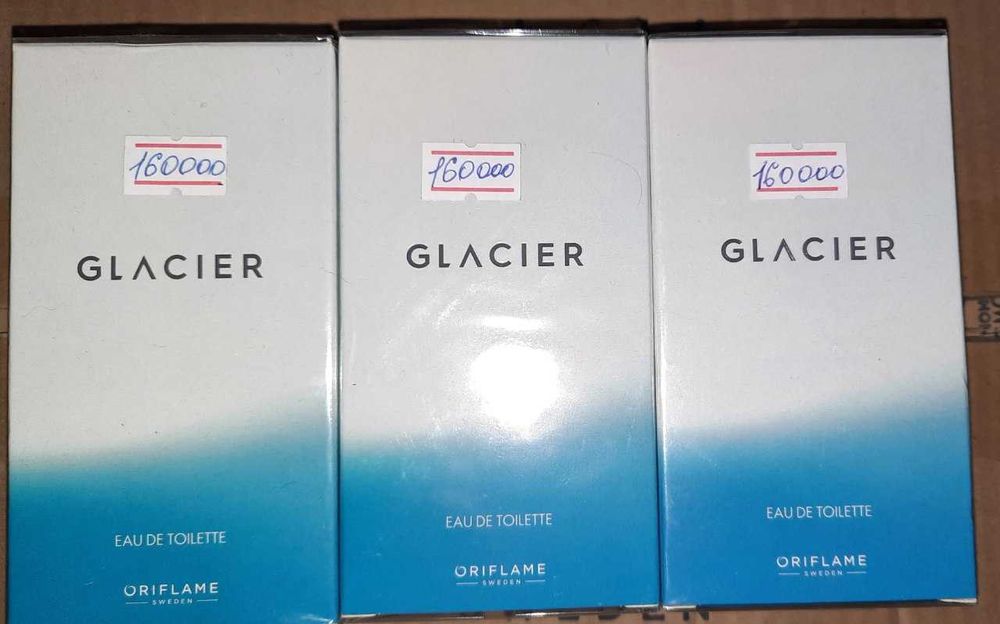 160000
GLACIER
EAU DE TOILETTE
ORIFLAME
SWEDEN
160000
GLACIER
EAU DE TOILETTE
ORIFLAME
SWEDEN
160000
GLACIER
EAU DE TOILETTE
ORIFLAME
SWEDEN